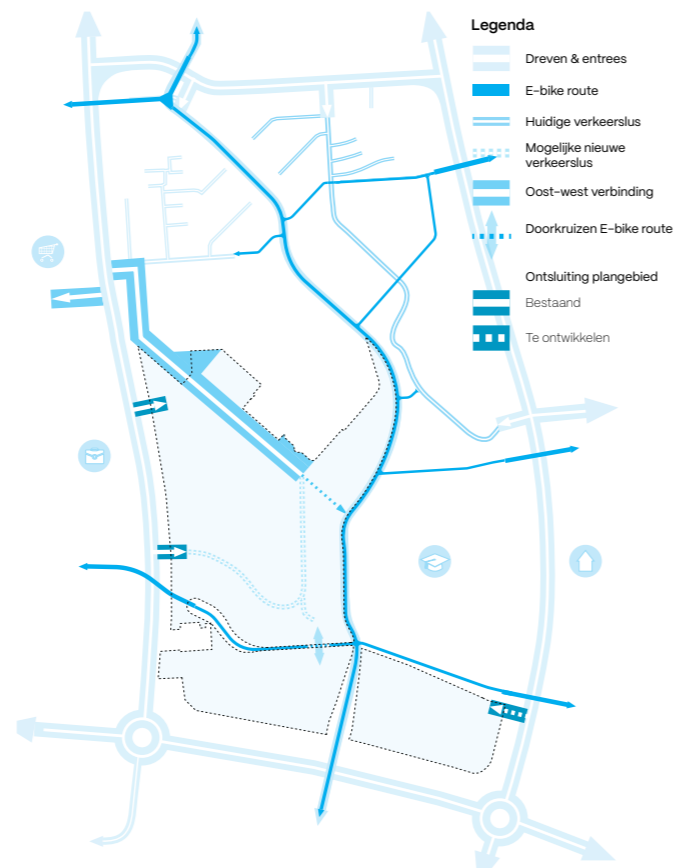 Legenda
Dreven & entrees
E-bike route
Huidige verkeerslus
Mogelijke nieuwe
verkeerslus
Oost-west verbinding
Doorkruizen E-bike route
Ontsluiting plangebied
Bestaand
Te ontwikkelen